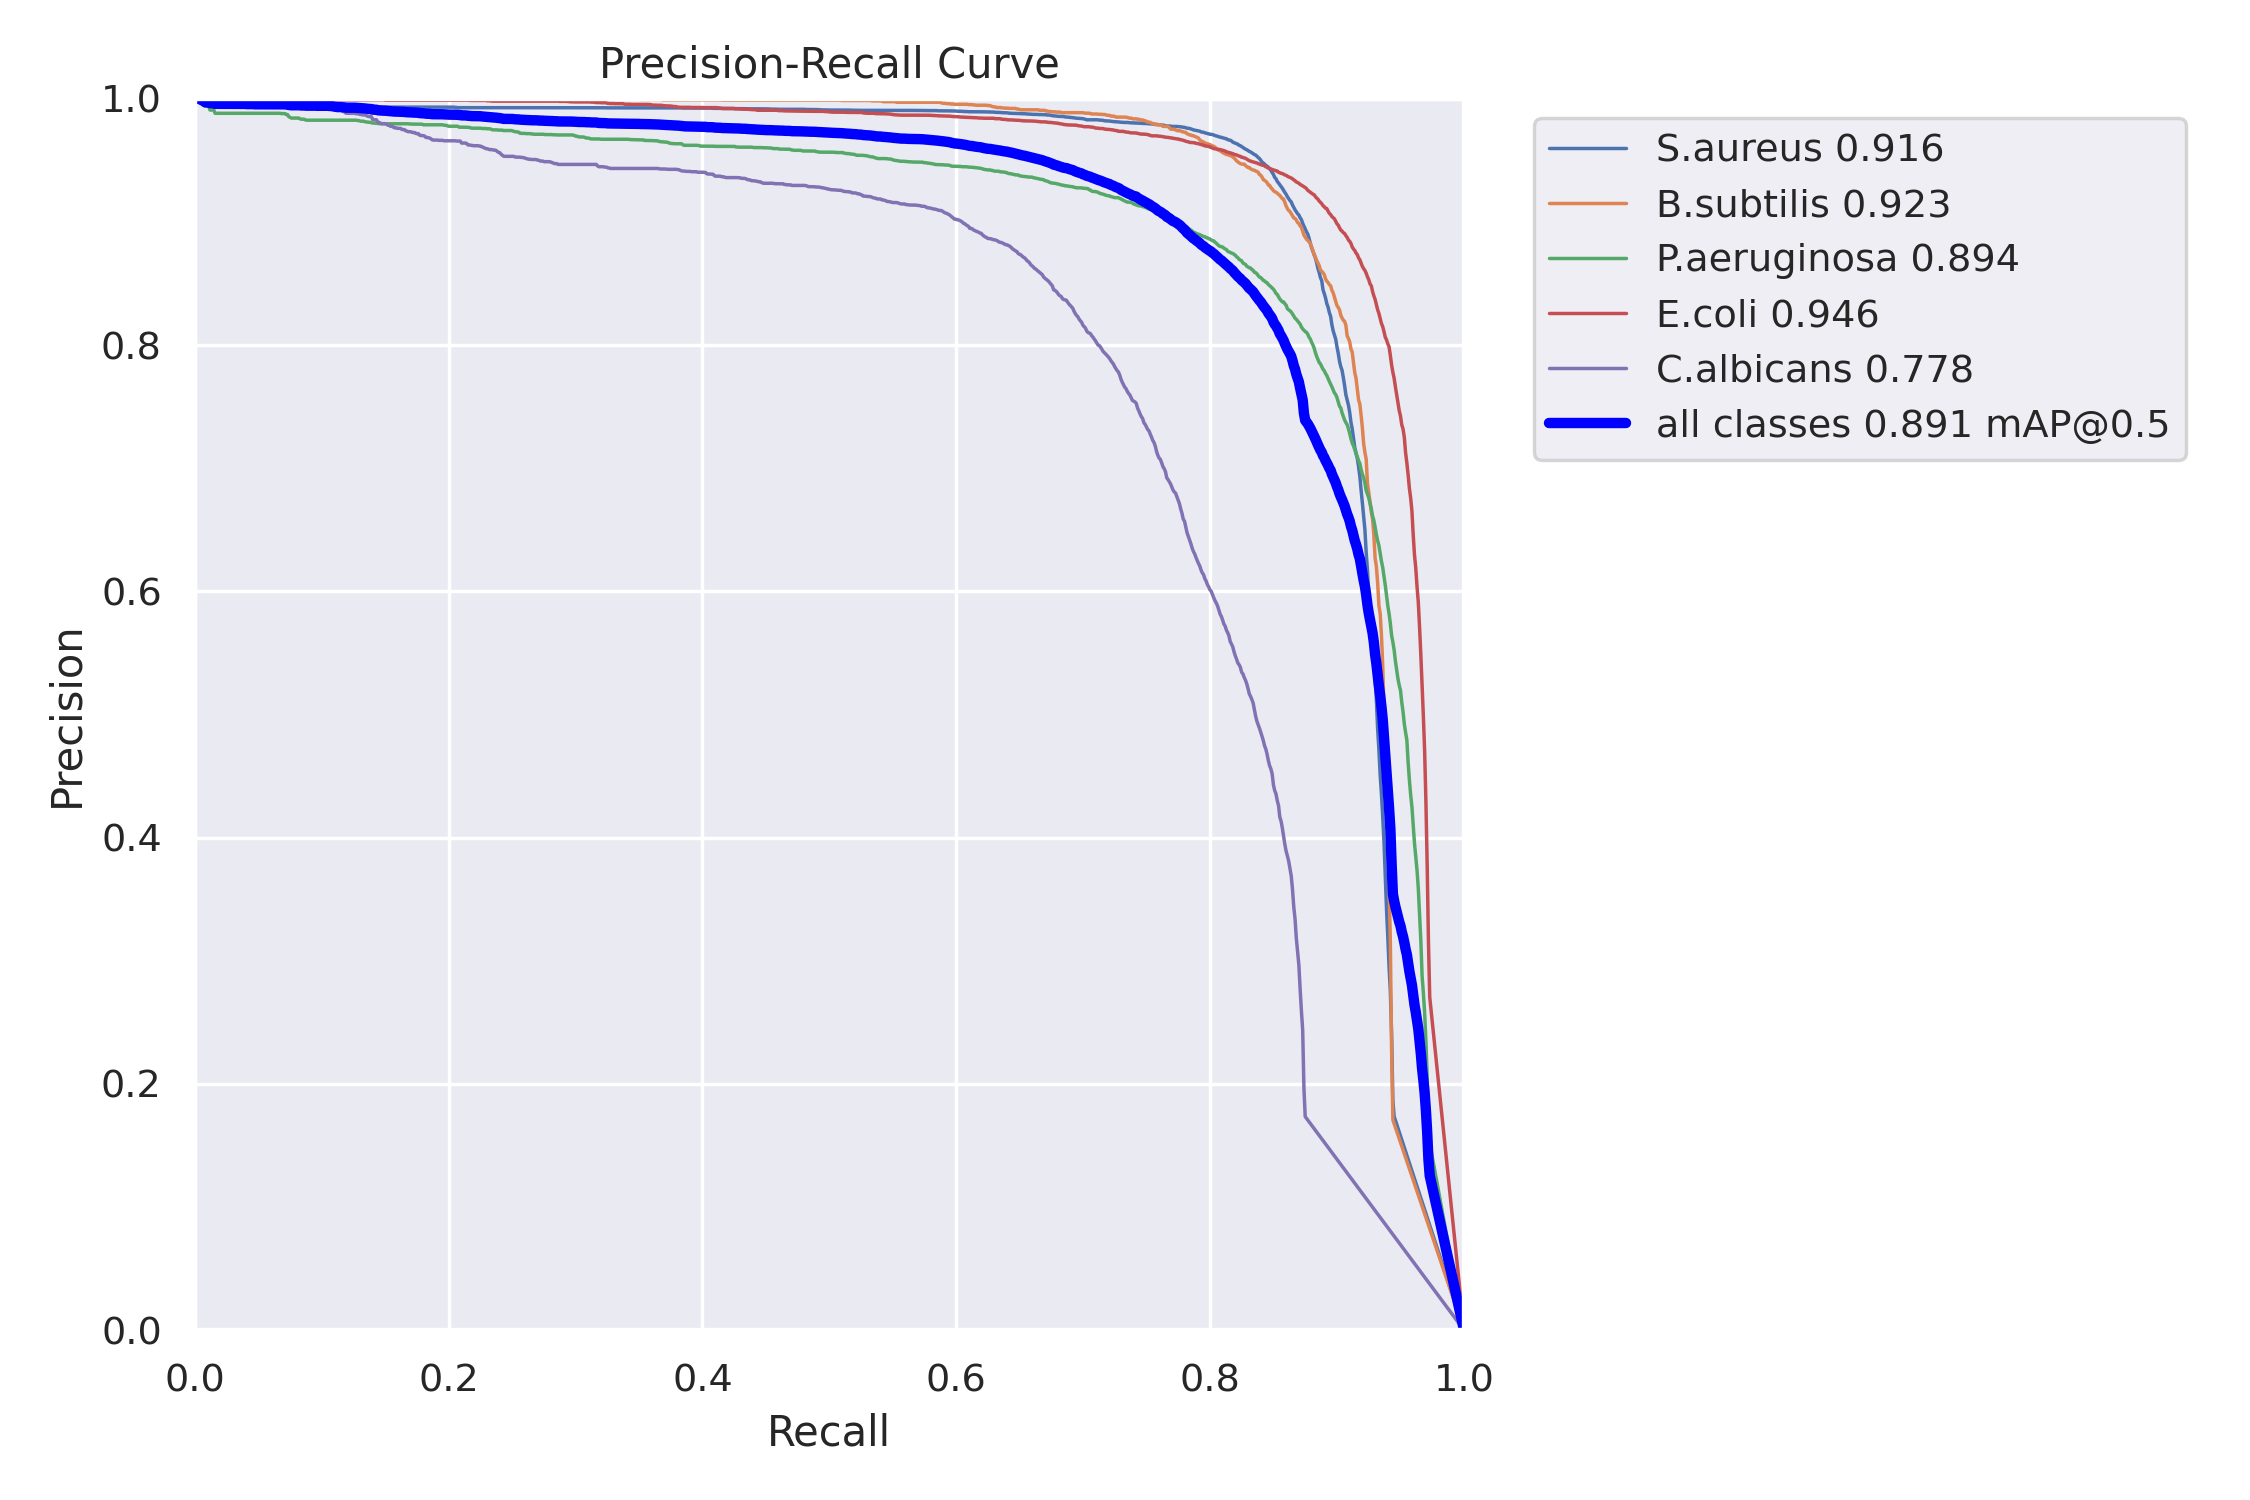 Precision-Recall Curve
1.0
0.8
0.6
0.4
0.2
0.0
Precision
0.0 0.2 0.4 0.6 0.8 1.0
Recall
S.aureus 0.916
B.subtilis 0.923
P.aeruginosa 0.894
E.coli 0.946
C.albicans 0.778
all classes 0.891 mAP@0.5